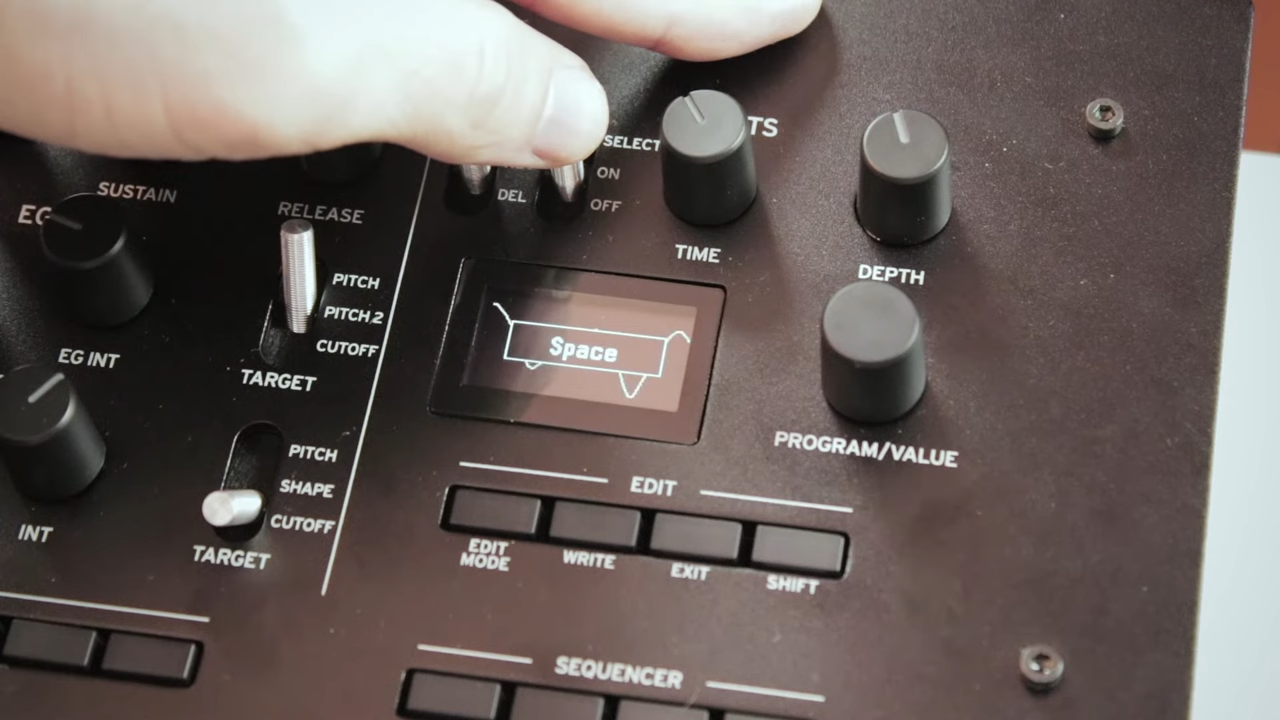 SUSTAIN
EG
RELEASE
EG INT
PITCH
PITCH 2
CUTOFF
TARGET
INT
PITCH
SHAPE
CUTOFF
TARGET
SELECT
ON
OFF
DEL
TIME
DEPTH
Space
PROGRAM/VALUE
EDIT
EDIT MODE
WRITE
EXIT
SHIFT
SEQUENCER